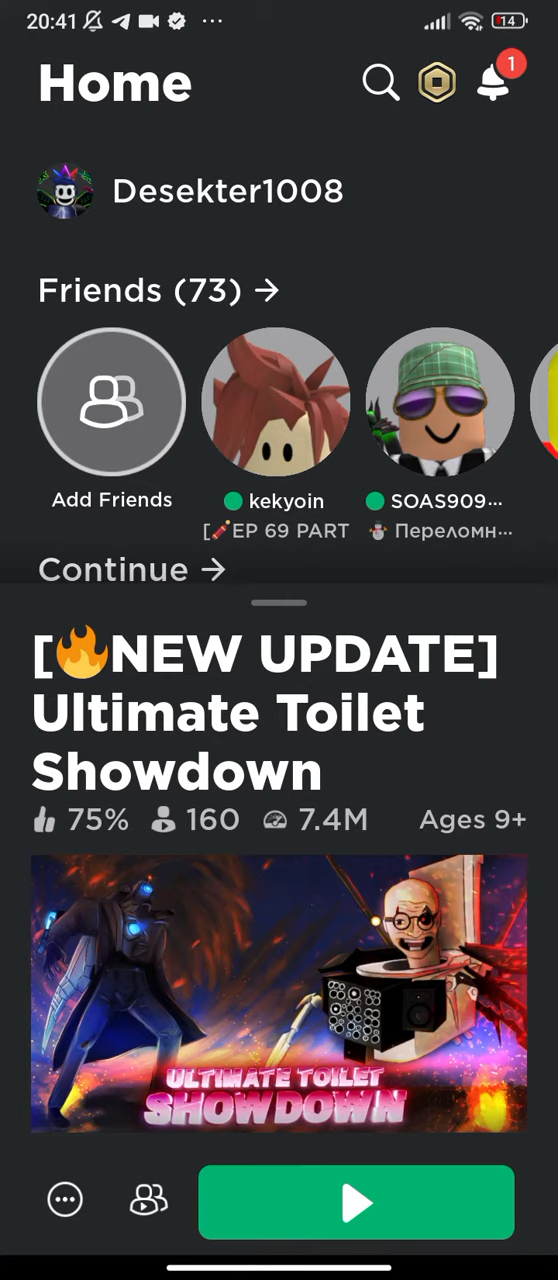 20:41
14
Home
1
Desekter1008
Friends (73) →
Add Friends
kekyoin
SOAS909...
[🧨EP 69 PART
⛄ Переломн...
Continue →
[🔥NEW UPDATE]
Ultimate Toilet
Showdown
75% 160 7.4M Ages 9+
ULTIMATE TOILET
SHOWDOWN